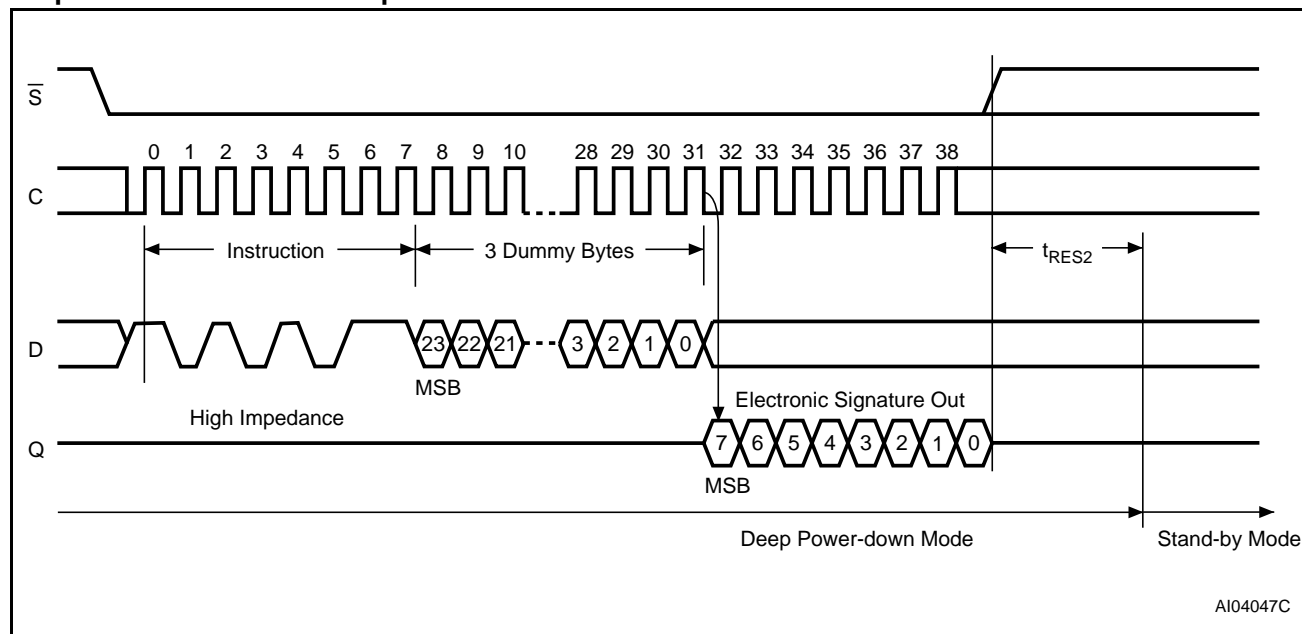 S
0 1 2 3 4 5 6 7 8 9 10 28 29 30 31 32 33 34 35 36 37 38
C
Instruction 3 Dummy Bytes tRES2
D
23 22 21 3 2 1 0
MSB
High Impedance Electronic Signature Out
Q
7 6 5 4 3 2 1 0
MSB
Deep Power-down Mode Stand-by Mode
AI04047C